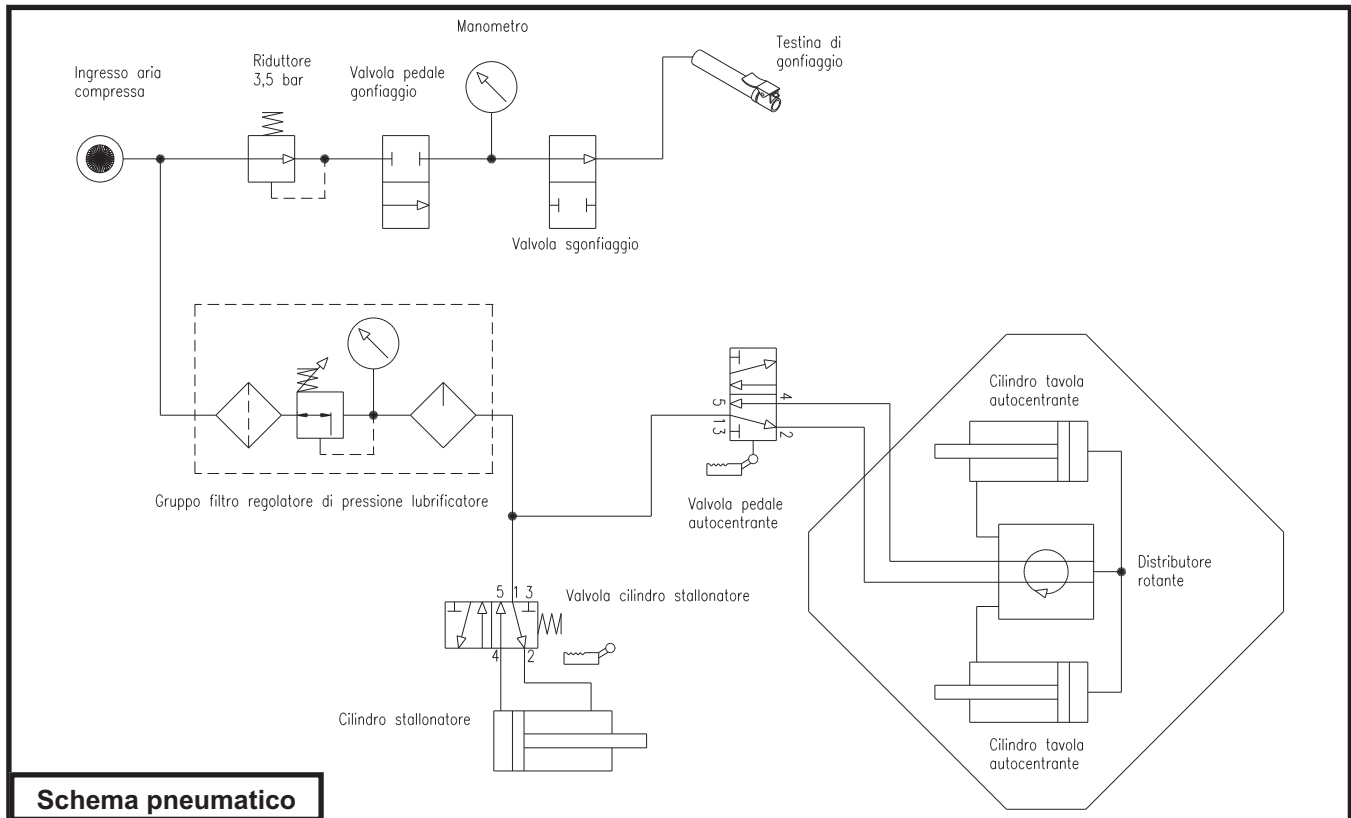 Manometro
Testina di
gonfiaggio
Ingresso aria
compressa
Riduttore
3,5 bar
Valvola pedale
gonfiaggio
Valvola sgonfiaggio
Gruppo filtro regolatore di pressione lubrificatore
5
1
3
4
2
Valvola pedale
autocentrante
Cilindro tavola
autocentrante
Distributore
rotante
Cilindro tavola
autocentrante
5 1 3
Valvola cilindro stallonatore
4 2
Cilindro stallonatore
Schema pneumatico